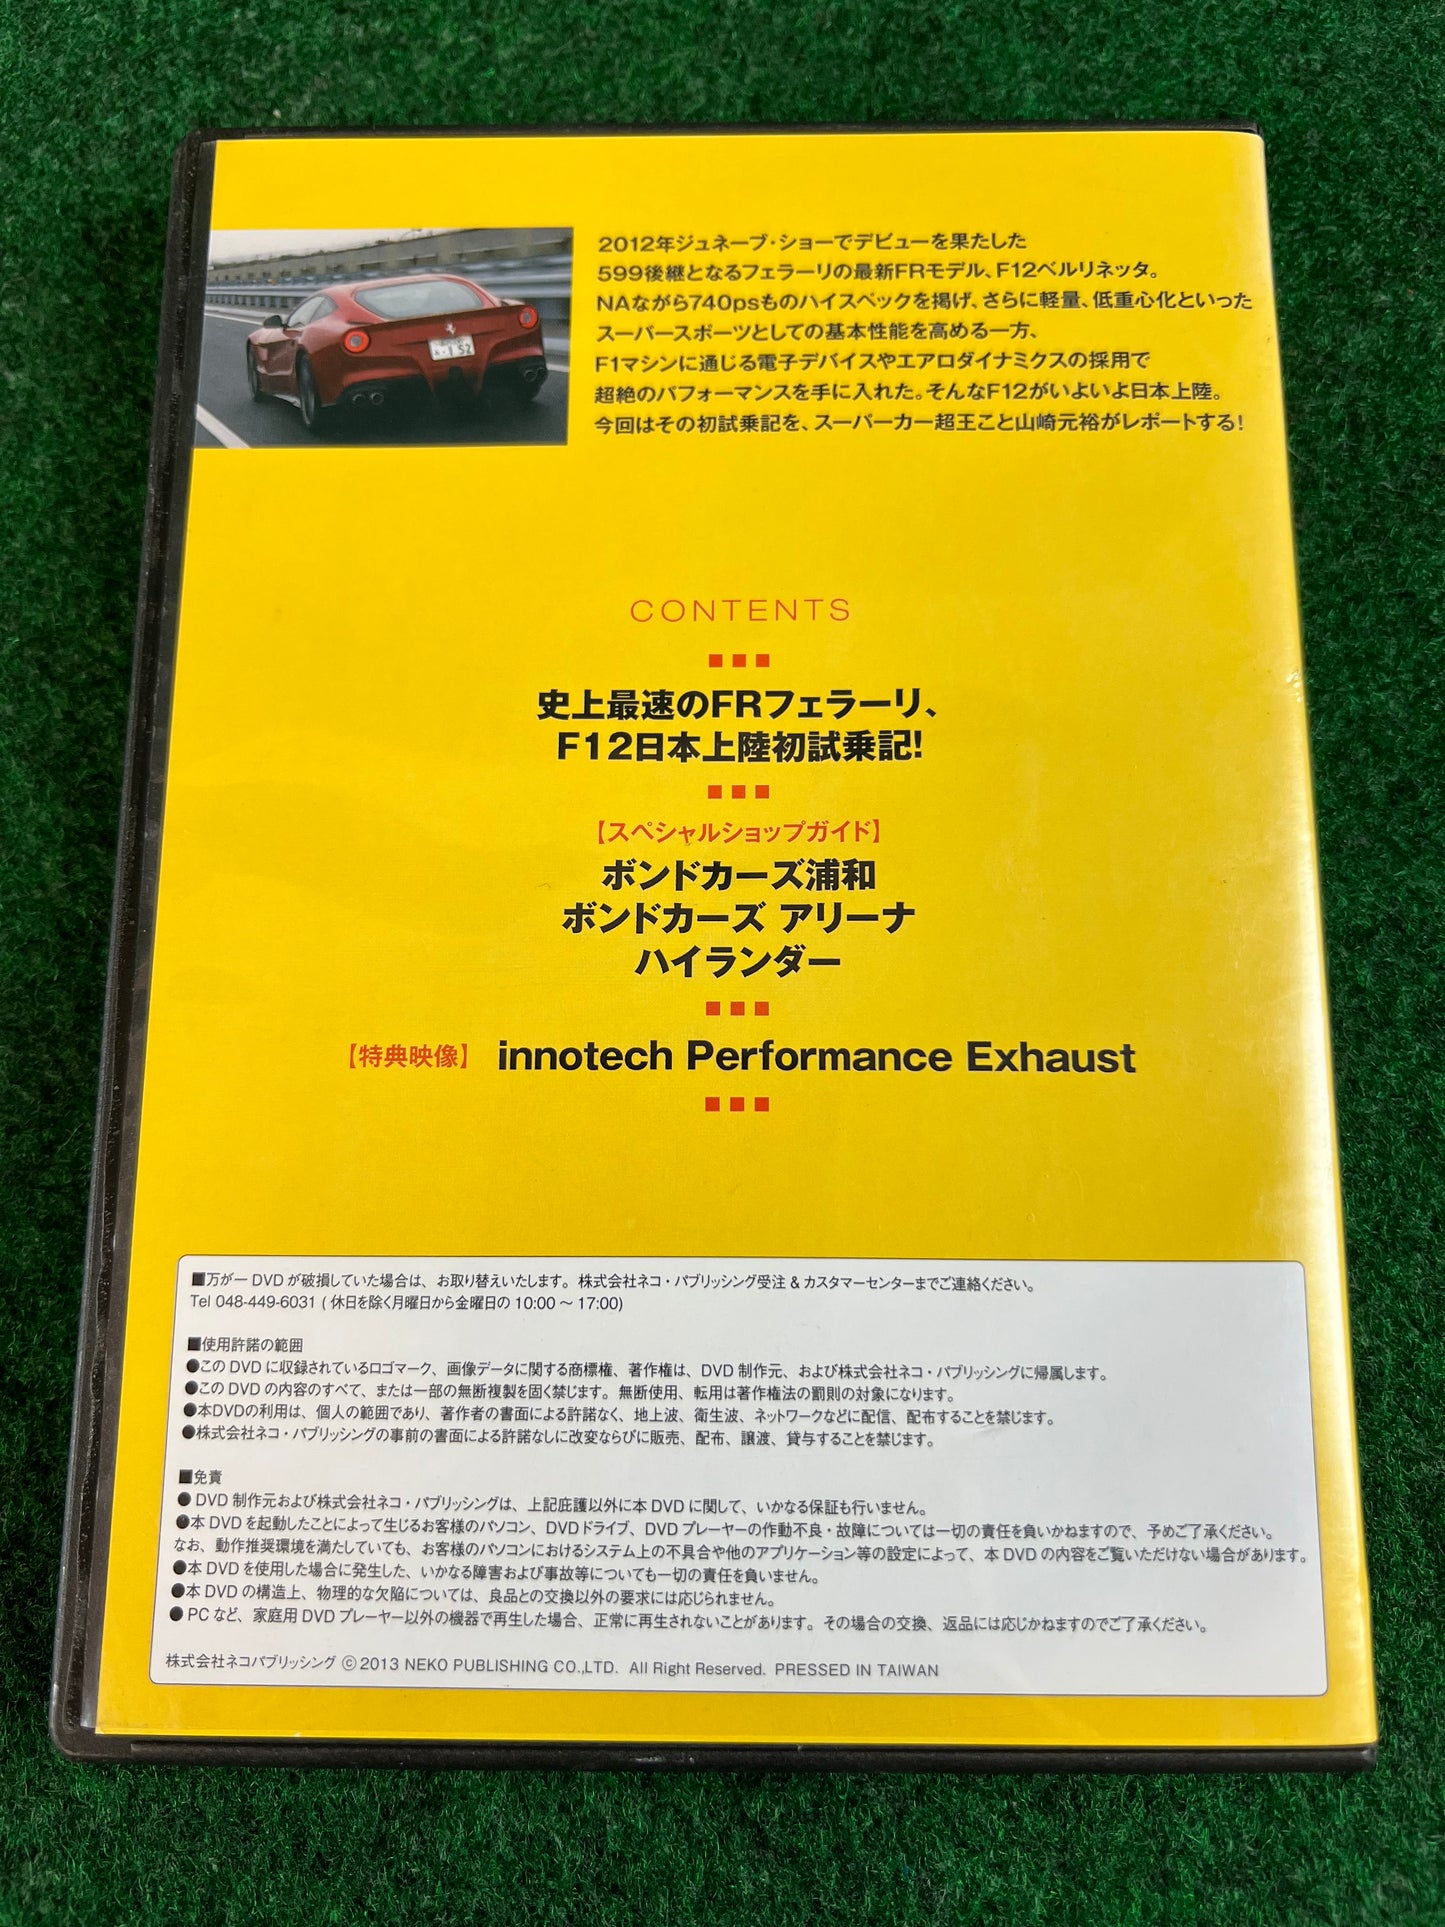 2012年ジュネーブ・ショーでデビューを果たした
599後継となるフェラーリの最新FRモデル、F12ベルリネッタ。
NAながら740psものハイスペックを掲げ、さらに軽量、低重心化といった
スーパースポーツとしての基本性能を高める一方、
F1マシンに通じる電子デバイスやエアロダイナミクスの採用で
超絶のパフォーマンスを手に入れた。そんなF12がいよいよ日本上陸。
今回はその初試乗記を、スーパーカー超王こと山崎元裕がレポートする!
・152
CONTENTS
史上最速のFRフェラーリ、
F12日本上陸初試乗記!
【スペシャルショップガイド】
ボンドカーズ浦和
ボンドカーズ アリーナ
ハイランダー
【特典映像】 innotech Performance Exhaust
■万が一 DVD が破損していた場合は、お取り替えいたします。株式会社ネコ・パブリッシング受注 & カスタマーセンターまでご連絡ください。
Tel 048-449-6031 ( 休日を除く月曜日から金曜日の 10:00 〜 17:00)
■使用許諾の範囲
●この DVD に収録されているロゴマーク、画像データに関する商標権、著作権は、DVD 制作元、および株式会社ネコ・パブリッシングに帰属します。
●この DVD の内容のすべて、または一部の無断複製を固く禁じます。無断使用、転用は著作権法の罰則の対象になります。
●本DVDの利用は、個人の範囲であり、著作者の書面による許諾なく、地上波、衛生波、ネットワークなどに配信、配布することを禁じます。
●株式会社ネコ・パブリッシングの事前の書面による許諾なしに改変ならびに販売、配布、譲渡、貸与することを禁じます。
■免責
● DVD 制作元および株式会社ネコ・パブリッシングは、上記庇護以外に本 DVD に関して、いかなる保証も行いません。
●本 DVD を起動したことによって生じるお客様のパソコン、DVDドライブ、DVD プレーヤーの作動不良・故障については一切の責任を負いかねますので、予めご了承ください。
なお、動作推奨環境を満たしていても、お客様のパソコンにおけるシステム上の不具合や他のアプリケーション等の設定によって、本 DVD の内容をご覧いただけない場合があります。
●本 DVD を使用した場合に発生した、いかなる障害および事故等についても一切の責任を負いません。
●本 DVD の構造上、物理的な欠陥については、良品との交換以外の要求には応じられません。
● PC など、家庭用 DVD プレーヤー以外の機器で再生した場合、正常に再生されないことがあります。その場合の交換、返品には応じかねますのでご了承ください。
株式会社ネコパブリッシング ©2013 NEKO PUBLISHING CO.,LTD. All Right Reserved. PRESSED IN TAIWAN